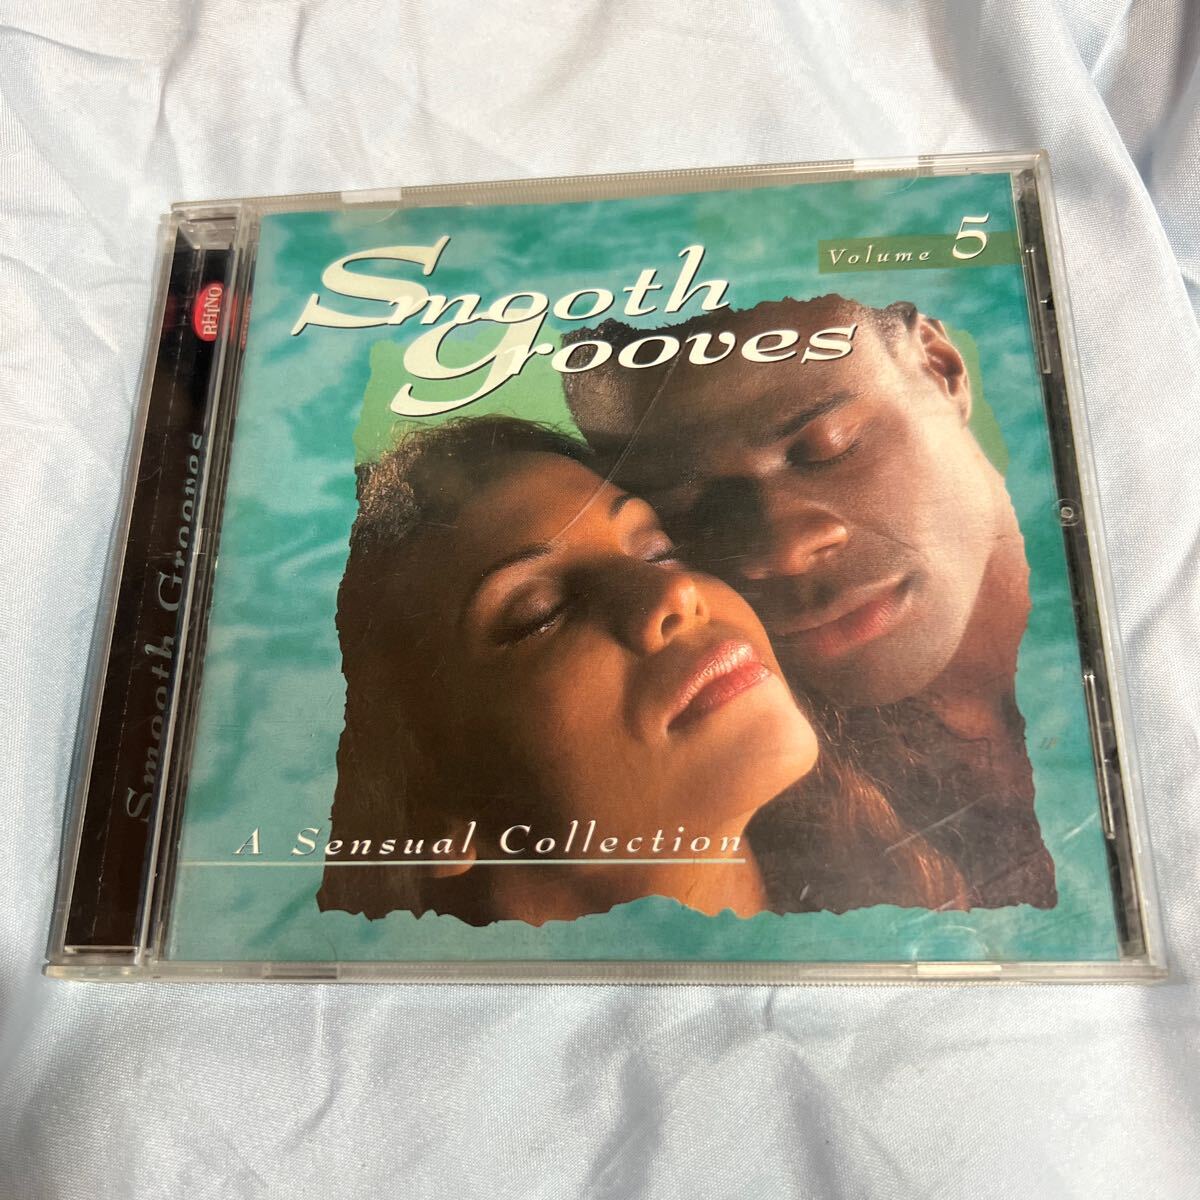 Smooth
Grooves
Volume 5
A Sensual Collection
RHINO
Smooth Grooves